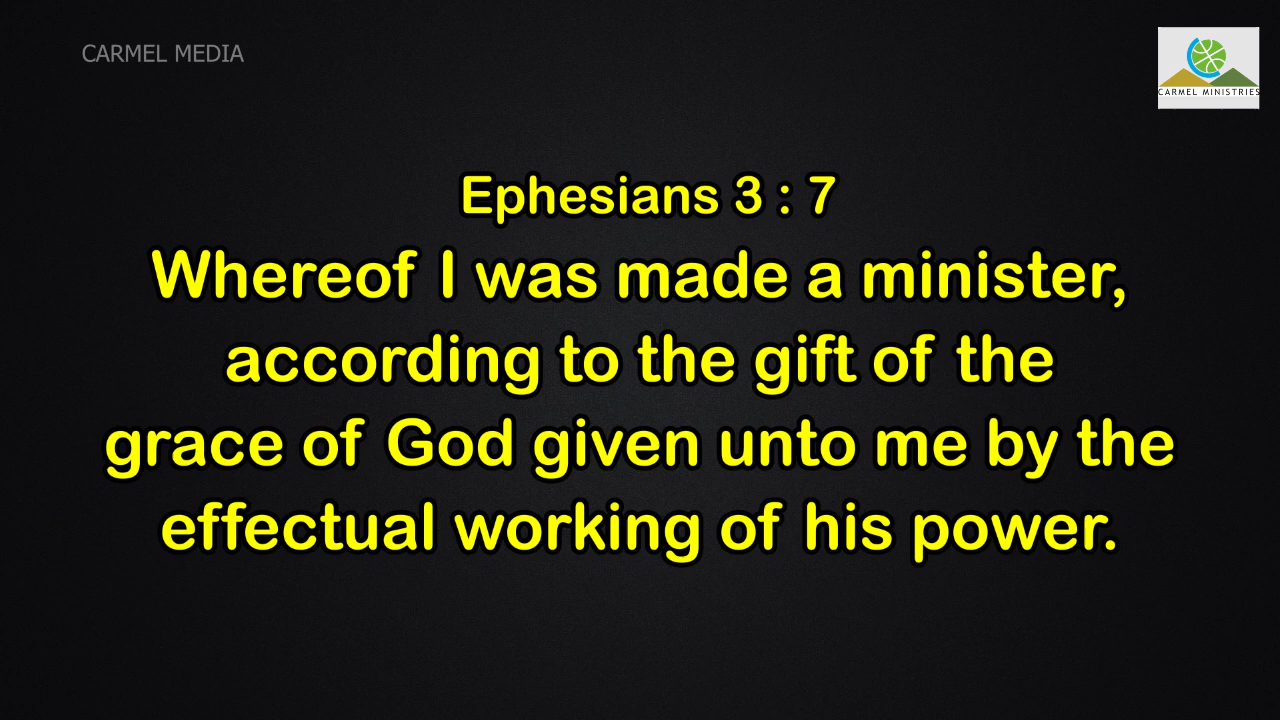 CARMEL MEDIA
CARMEL MINISTRIES
Ephesians 3 : 7
Whereof I was made a minister,
according to the gift of the
grace of God given unto me by the
effectual working of his power.